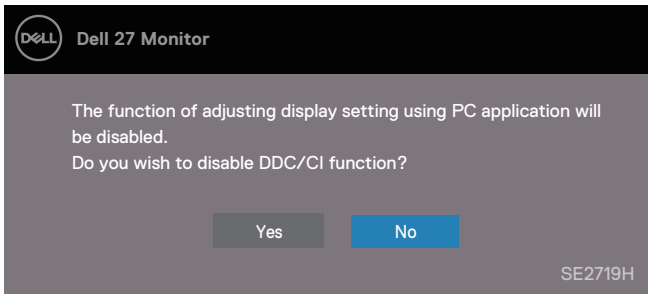 DELL
Dell 27 Monitor
The function of adjusting display setting using PC application will
be disabled.
Do you wish to disable DDC/CI function?
Yes No
SE2719H